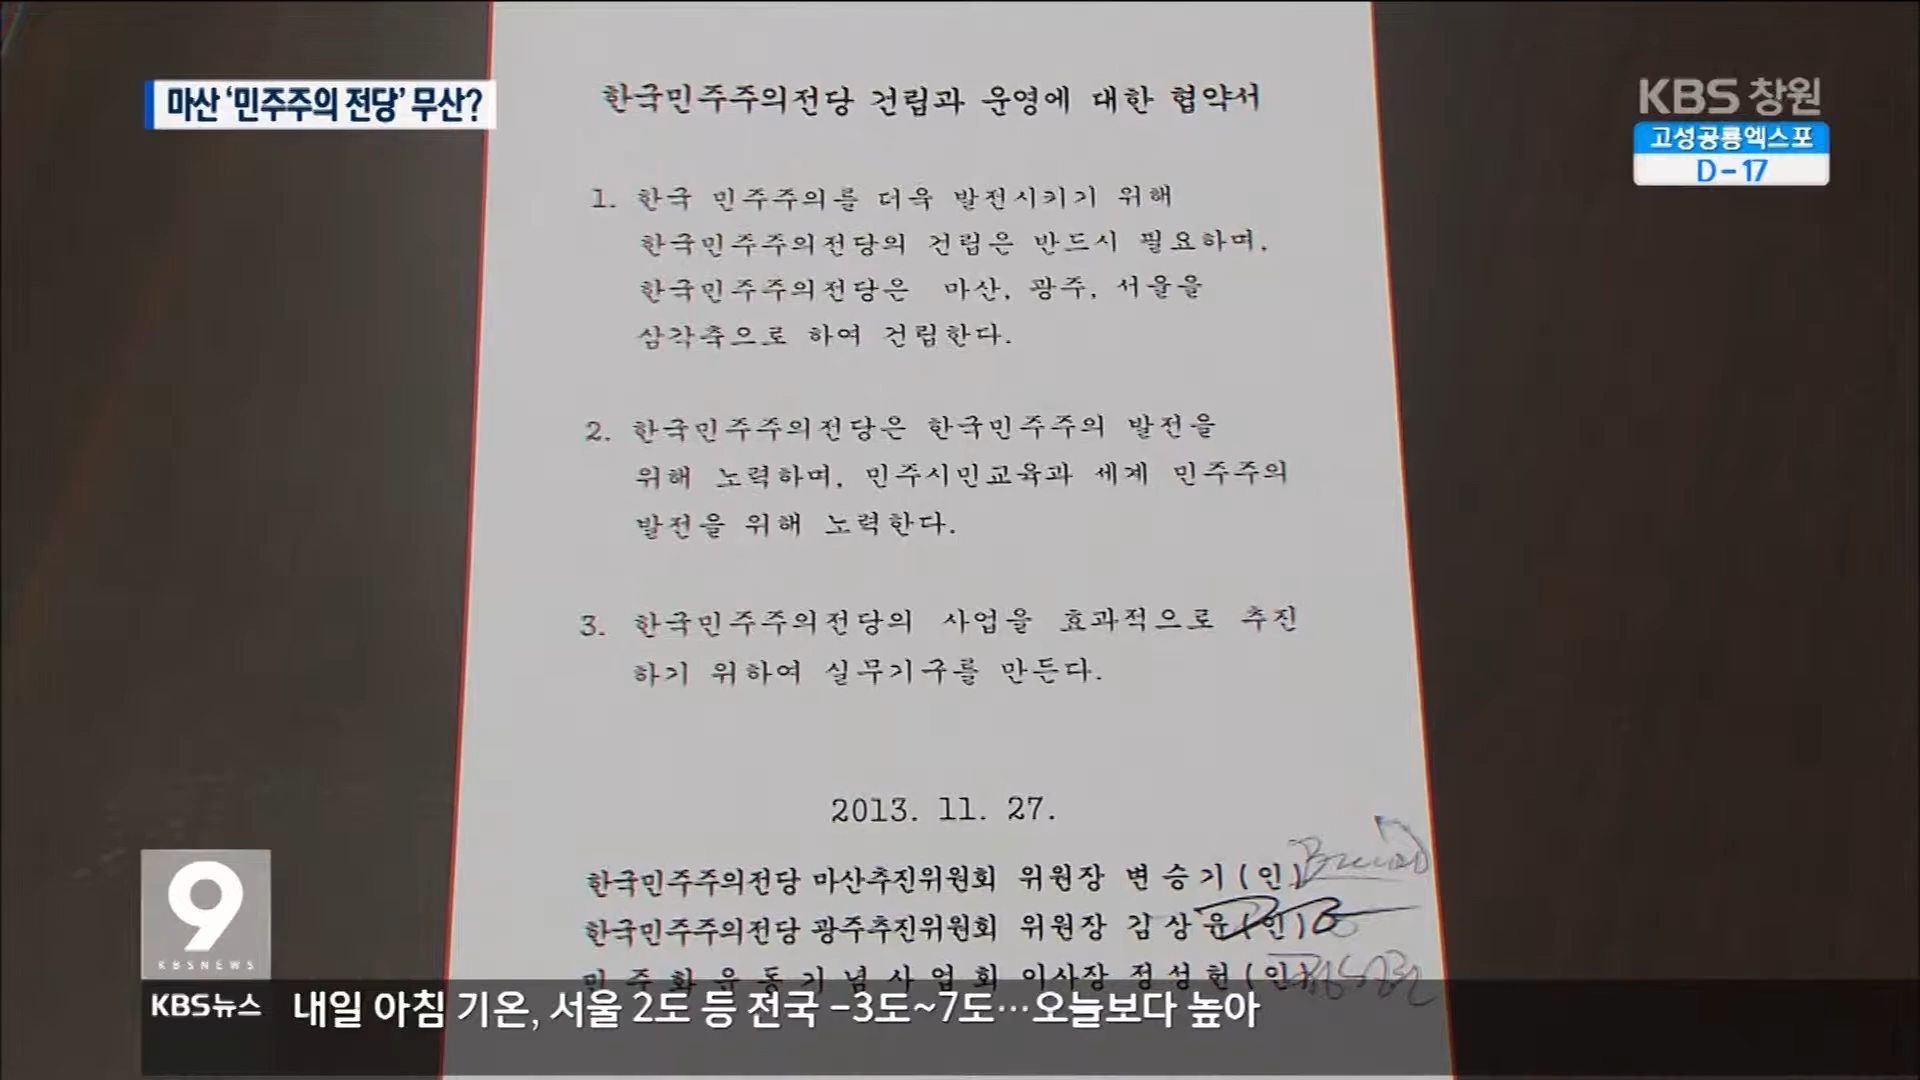 마산 ‘민주주의 전당’ 무산?
KBS 창원
고성공룡엑스포
D-17
한국민주주의전당 건립과 운영에 대한 협약서
1. 한국 민주주의를 더욱 발전시키기 위해
한국민주주의전당의 건립은 반드시 필요하며,
한국민주주의전당은 마산, 광주, 서울을
삼각축으로 하여 건립한다.
2. 한국민주주의전당은 한국민주주의 발전을
위해 노력하며, 민주시민교육과 세계 민주주의
발전을 위해 노력한다.
3. 한국민주주의전당의 사업을 효과적으로 추진
하기 위하여 실무기구를 만든다.
2013. 11. 27.
한국민주주의전당 마산추진위원회 위원장 변승기(인)
한국민주주의전당 광주추진위원회 위원장 김상윤(인)
민주화운동기념사업회 이사장 정성헌(인)
9
KBSNEWS
KBS뉴스 내일 아침 기온, 서울 2도 등 전국 -3도~7도…오늘보다 높아